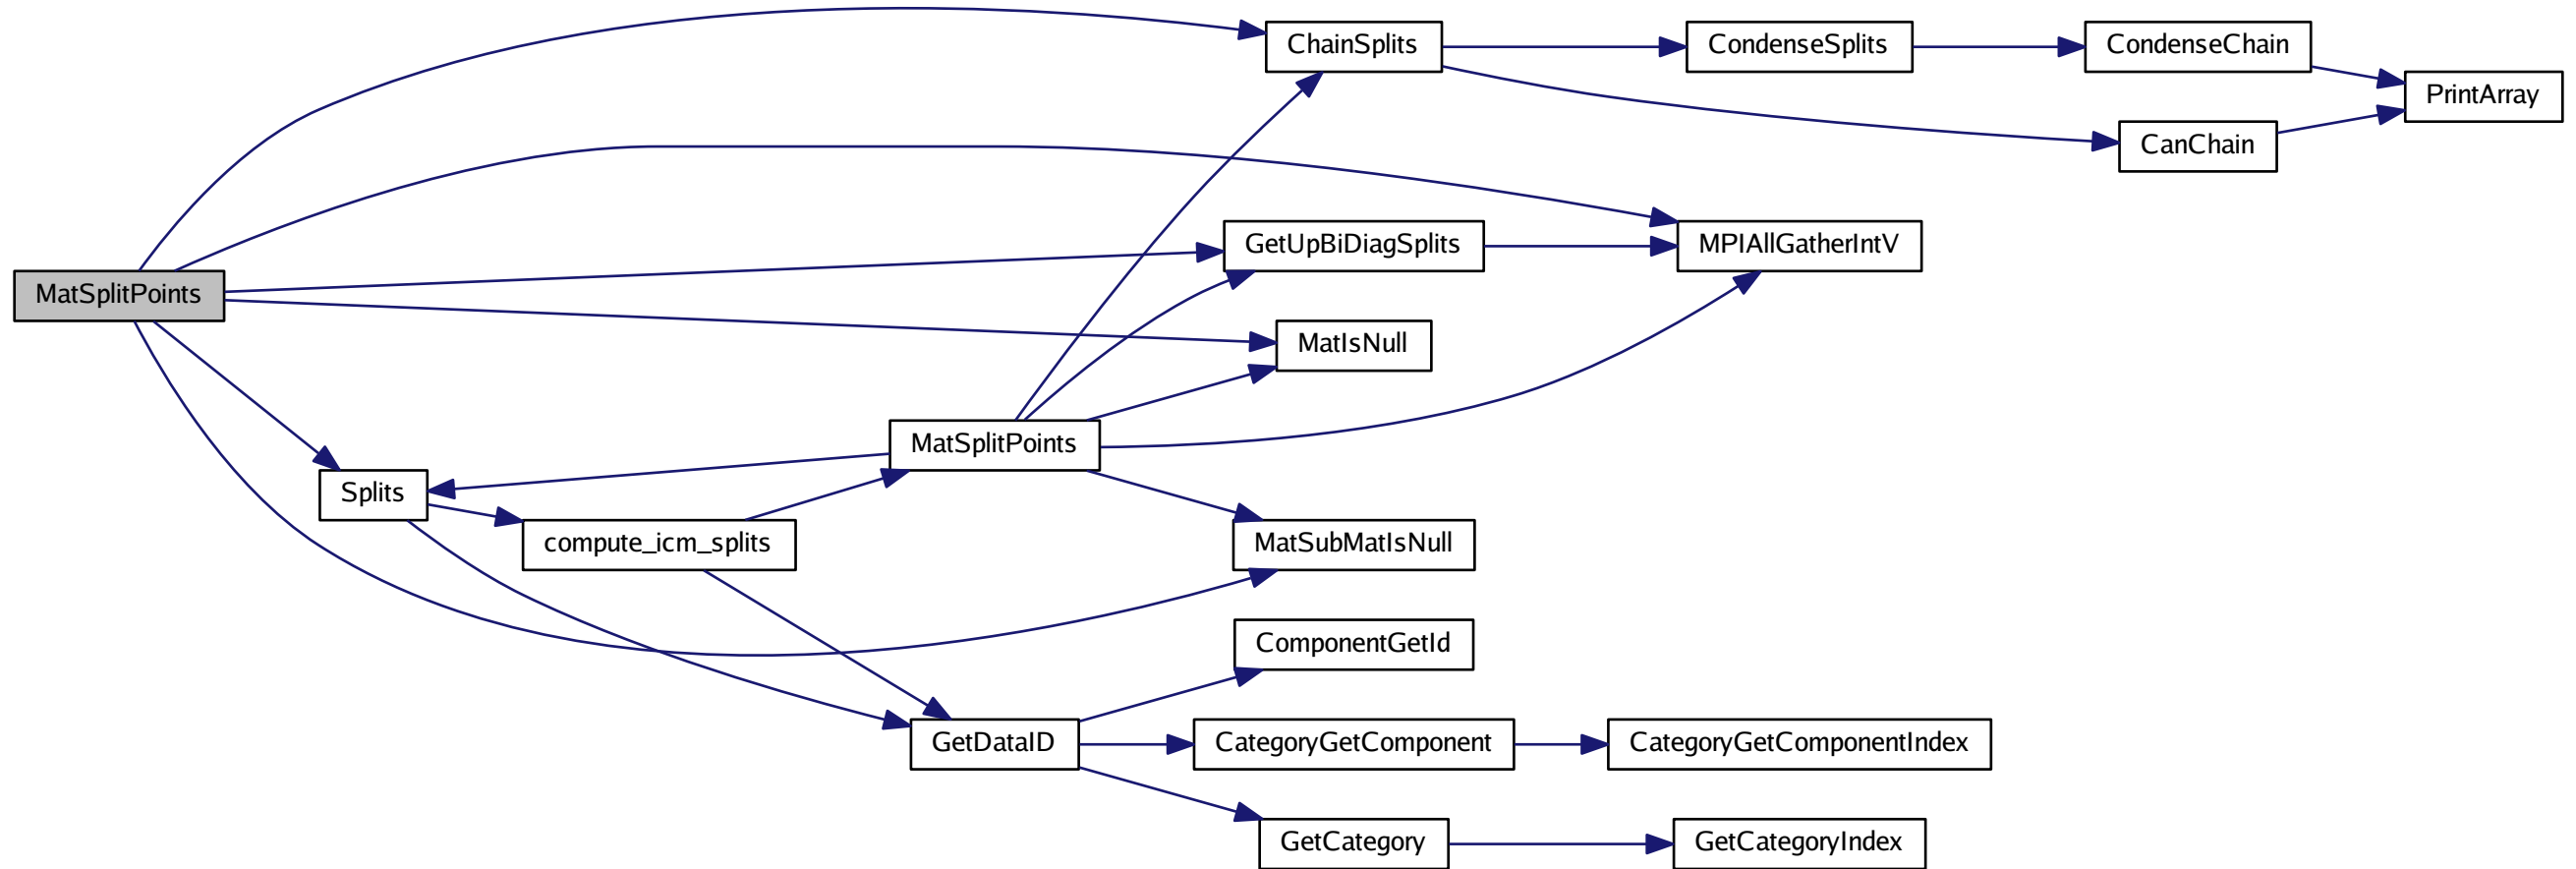 ChainSplits
CondenseSplits
CondenseChain
PrintArray
CanChain
GetUpBiDiagSplits
MPIAllGatherIntV
MatSplitPoints
MatIsNull
MatSplitPoints
Splits
compute_icm_splits
MatSubMatIsNull
ComponentGetId
GetDataID
CategoryGetComponent
CategoryGetComponentIndex
GetCategory
GetCategoryIndex